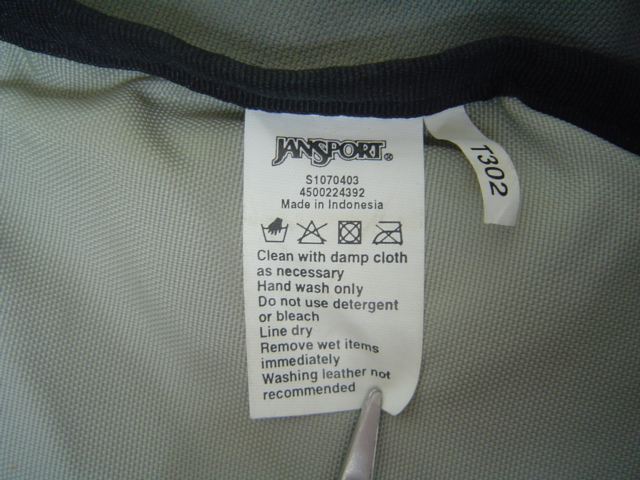 JANSPORT®
S1070403
4500224392
Made in Indonesia
Clean with damp cloth
as necessary
Hand wash only
Do not use detergent
or bleach
Line dry
Remove wet items
immediately
Washing leather not
recommended
T302